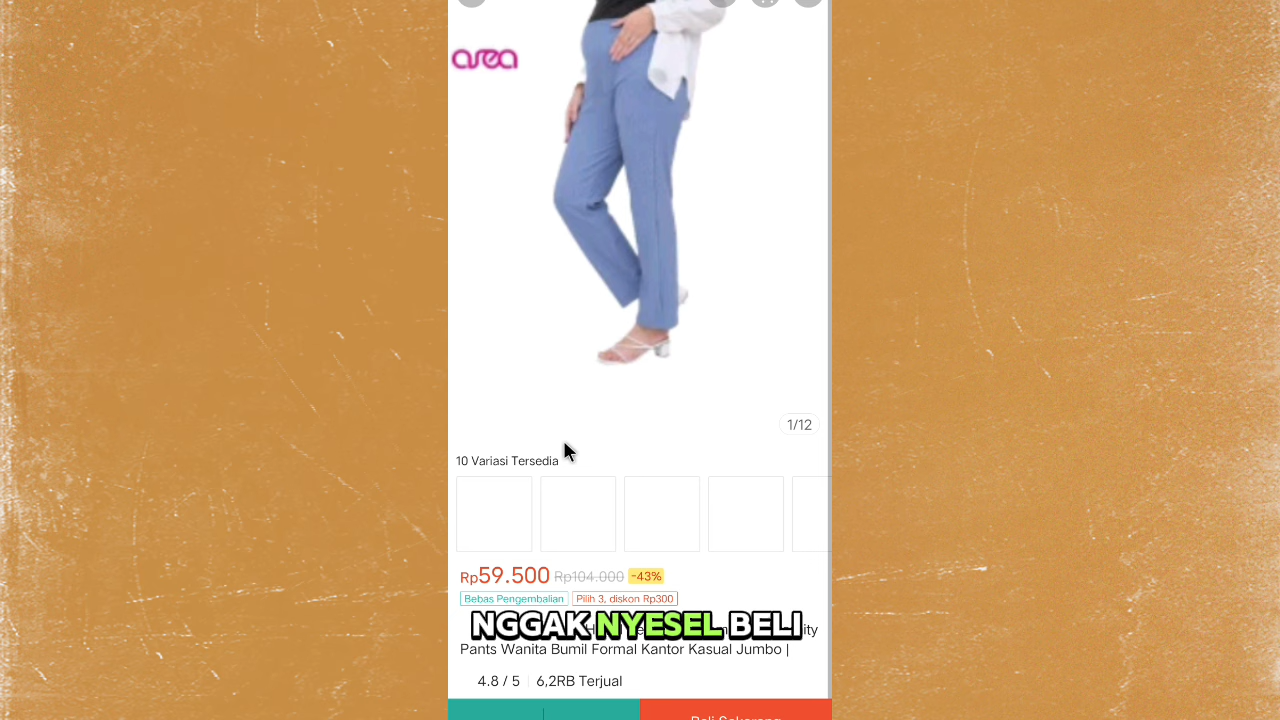 area
1/12
10 Variasi Tersedia
Rp59.500 Rp104.000 -43%
Bebas Pengembalian Pilih 3, diskon Rp300
NGGAK NYESEL BELI
Pants Wanita Bumil Formal Kantor Kasual Jumbo |
4.8 / 5 6,2RB Terjual